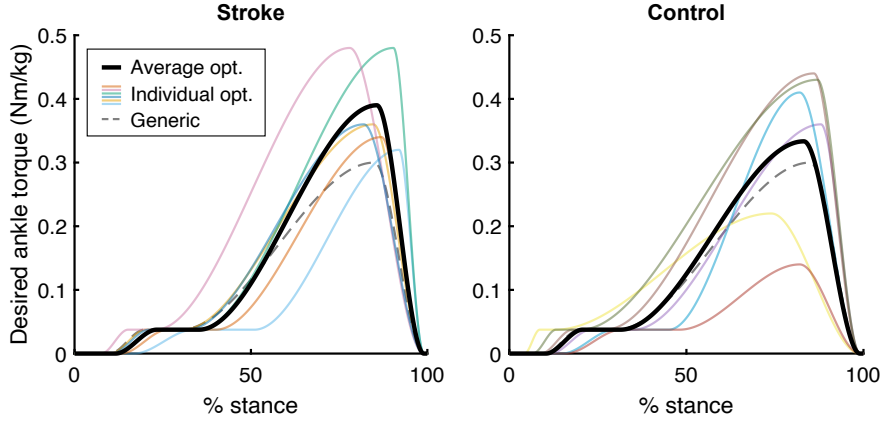 Stroke
Control
Desired ankle torque (Nm/kg)
0.5
0.4
0.3
0.2
0.1
0
Average opt.
Individual opt.
Generic
50
100
% stance
0.5
0.4
0.3
0.2
0.1
0
0
50
100
% stance